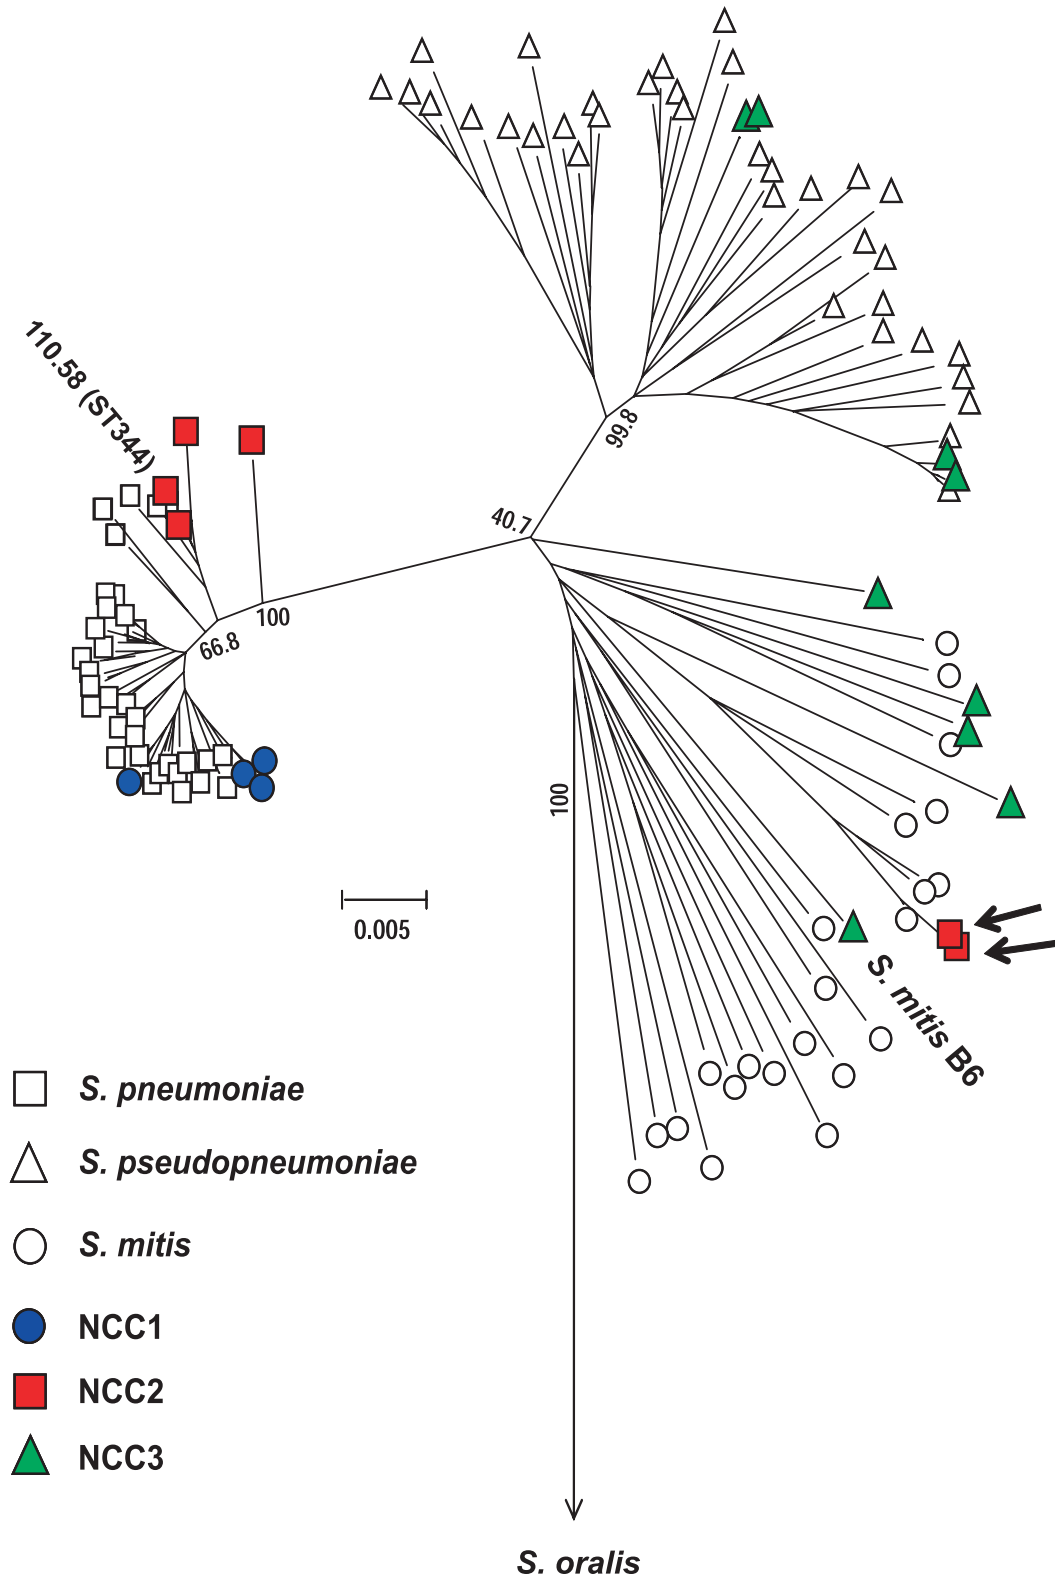 110.58 (ST344)
99.8
40.7
100
66.8
100
0.005
S. mitis B6
S. pneumoniae
S. pseudopneumoniae
S. mitis
NCC1
NCC2
NCC3
S. oralis